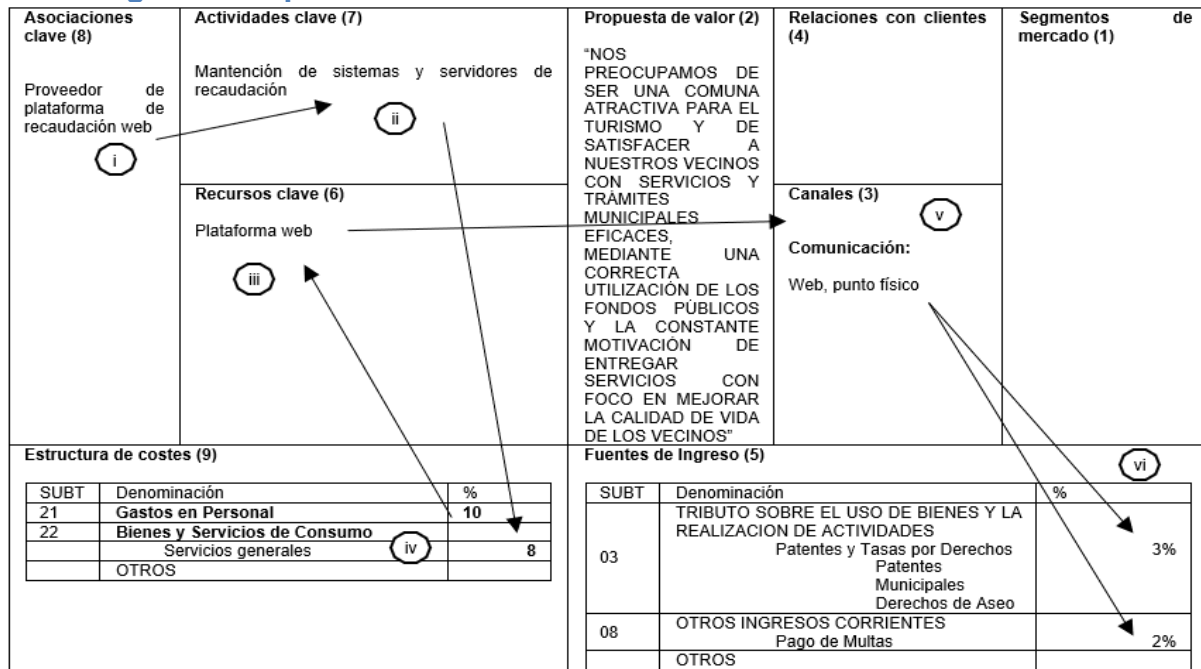 Asociaciones
clave (8)
Proveedor de
plataforma de
recaudación web
i
Actividades clave (7)
Mantención de sistemas y servidores de
recaudación
ii
Recursos clave (6)
Plataforma web
iii
Propuesta de valor (2)
“NOS
PREOCUPAMOS DE
SER UNA COMUNA
ATRACTIVA PARA EL
TURISMO Y DE
SATISFACER A
NUESTROS VECINOS
CON SERVICIOS Y
TRÁMITES
MUNICIPALES
EFICACES,
MEDIANTE UNA
CORRECTA
UTILIZACIÓN DE LOS
FONDOS PÚBLICOS
Y LA CONSTANTE
MOTIVACIÓN DE
ENTREGAR
SERVICIOS CON
FOCO EN MEJORAR
LA CALIDAD DE VIDA
DE LOS VECINOS”
Relaciones con clientes
(4)
Canales (3)
v
Comunicación:
Web, punto físico
Segmentos de
mercado (1)
Estructura de costes (9)
SUBT Denominación %
21 Gastos en Personal 10
22 Bienes y Servicios de Consumo
Servicios generales iv 8
OTROS
Fuentes de Ingreso (5)
vi
SUBT Denominación %
TRIBUTO SOBRE EL USO DE BIENES Y LA
REALIZACION DE ACTIVIDADES
03 Patentes y Tasas por Derechos 3%
Patentes
Municipales
Derechos de Aseo
08 OTROS INGRESOS CORRIENTES
Pago de Multas 2%
OTROS